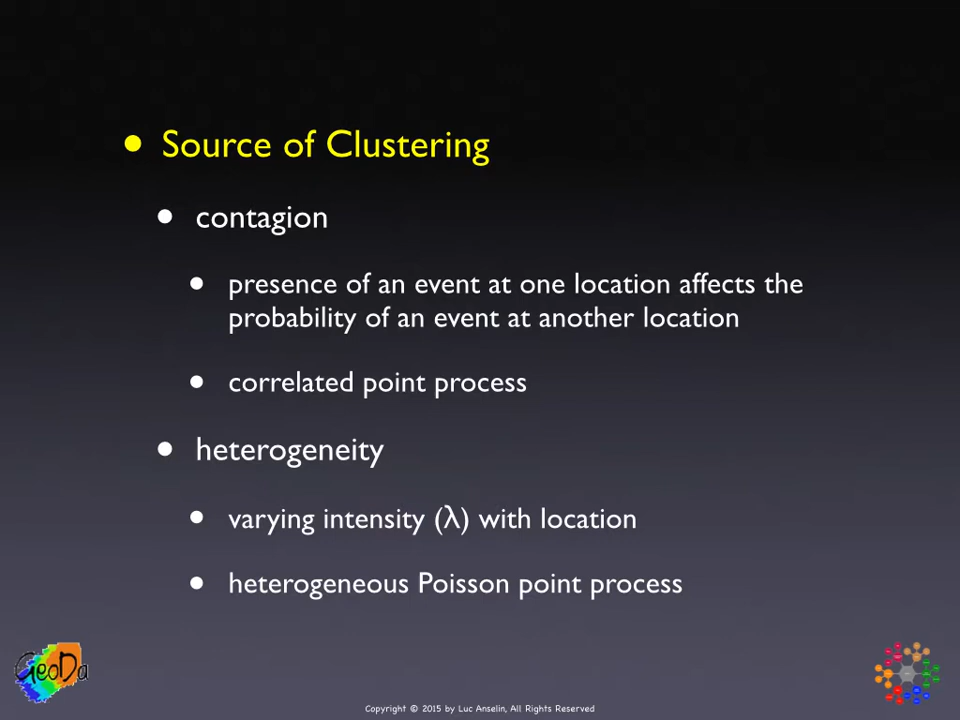 • Source of Clustering
• contagion
• presence of an event at one location affects the
probability of an event at another location
• correlated point process
• heterogeneity
• varying intensity (λ) with location
• heterogeneous Poisson point process
GeoDa
Copyright © 2015 by Luc Anselin, All Rights Reserved